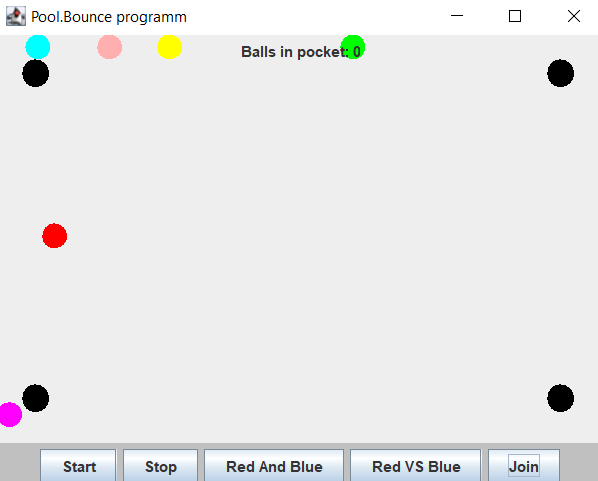 Pool.Bounce programm
Balls in pocket: 0
Start Stop Red And Blue Red VS Blue Join